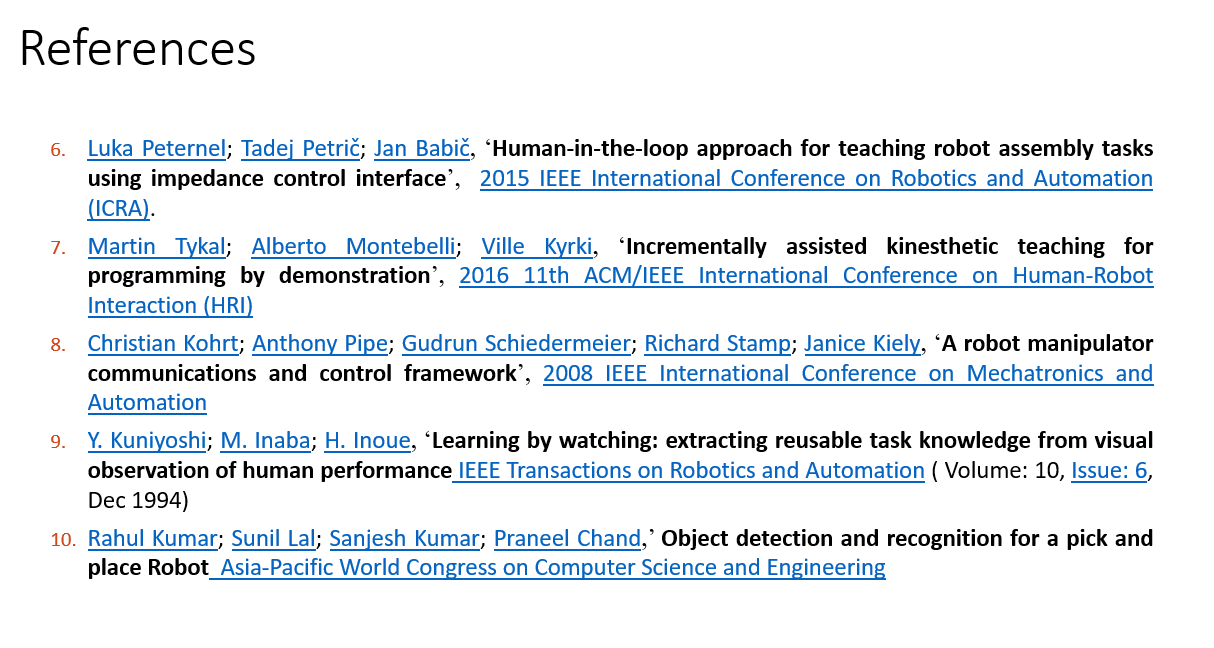 References
6. Luka Peternel; Tadej Petrič; Jan Babič, ‘Human-in-the-loop approach for teaching robot assembly tasks
using impedance control interface’, 2015 IEEE International Conference on Robotics and Automation
(ICRA).
7. Martin Tykal; Alberto Montebelli; Ville Kyrki, ‘Incrementally assisted kinesthetic teaching for
programming by demonstration’, 2016 11th ACM/IEEE International Conference on Human-Robot
Interaction (HRI)
8. Christian Kohrt; Anthony Pipe; Gudrun Schiedermeier; Richard Stamp; Janice Kiely, ‘A robot manipulator
communications and control framework’, 2008 IEEE International Conference on Mechatronics and
Automation
9. Y. Kuniyoshi; M. Inaba; H. Inoue, ‘Learning by watching: extracting reusable task knowledge from visual
observation of human performance IEEE Transactions on Robotics and Automation ( Volume: 10, Issue: 6,
Dec 1994)
10. Rahul Kumar; Sunil Lal; Sanjesh Kumar; Praneel Chand,’ Object detection and recognition for a pick and
place Robot Asia-Pacific World Congress on Computer Science and Engineering